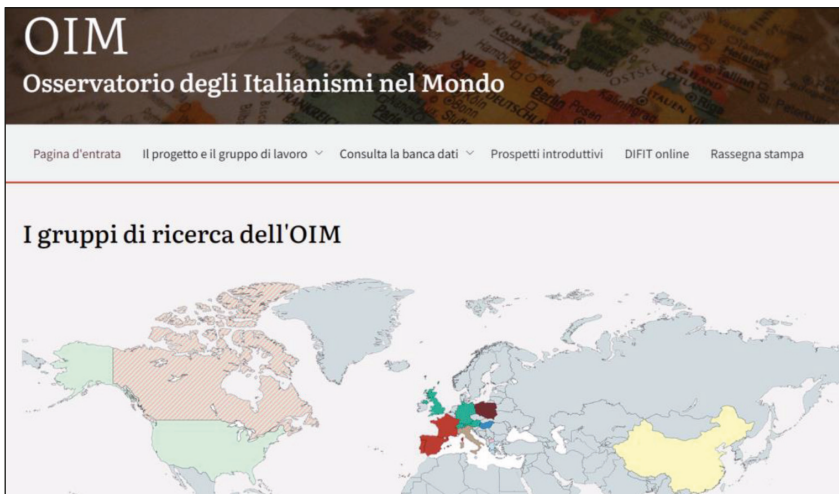 OIM
Osservatorio degli Italianismi nel Mondo
Pagina d'entrata Il progetto e il gruppo di lavoro Consulta la banca dati Prospetti introduttivi DIFIT online Rassegna stampa
I gruppi di ricerca dell'OIM